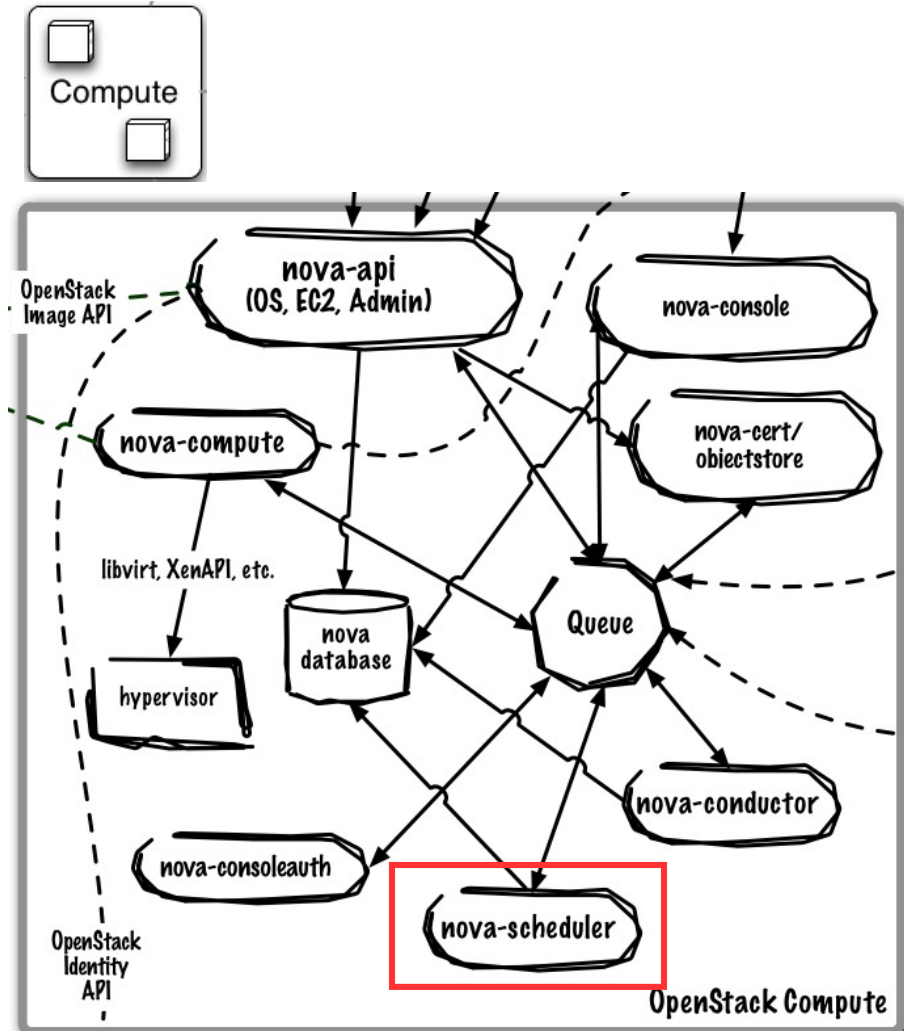 Compute
nova-api
(OS, EC2, Admin)
OpenStack
Image API
nova-console
nova-compute
nova-cert/
objectstore
libvirt, XenAPI, etc.
nova
database
Queue
hypervisor
nova-conductor
nova-consoleauth
nova-scheduler
OpenStack
Identity
API
OpenStack Compute